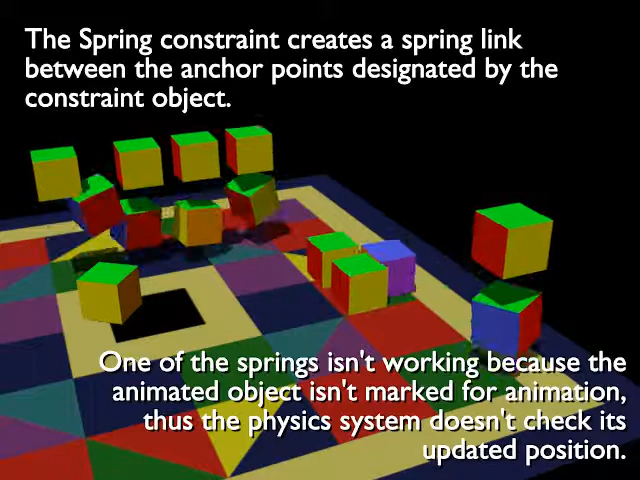 The Spring constraint creates a spring link
between the anchor points designated by the
constraint object.
One of the springs isn't working because the
animated object isn't marked for animation,
thus the physics system doesn't check its
updated position.